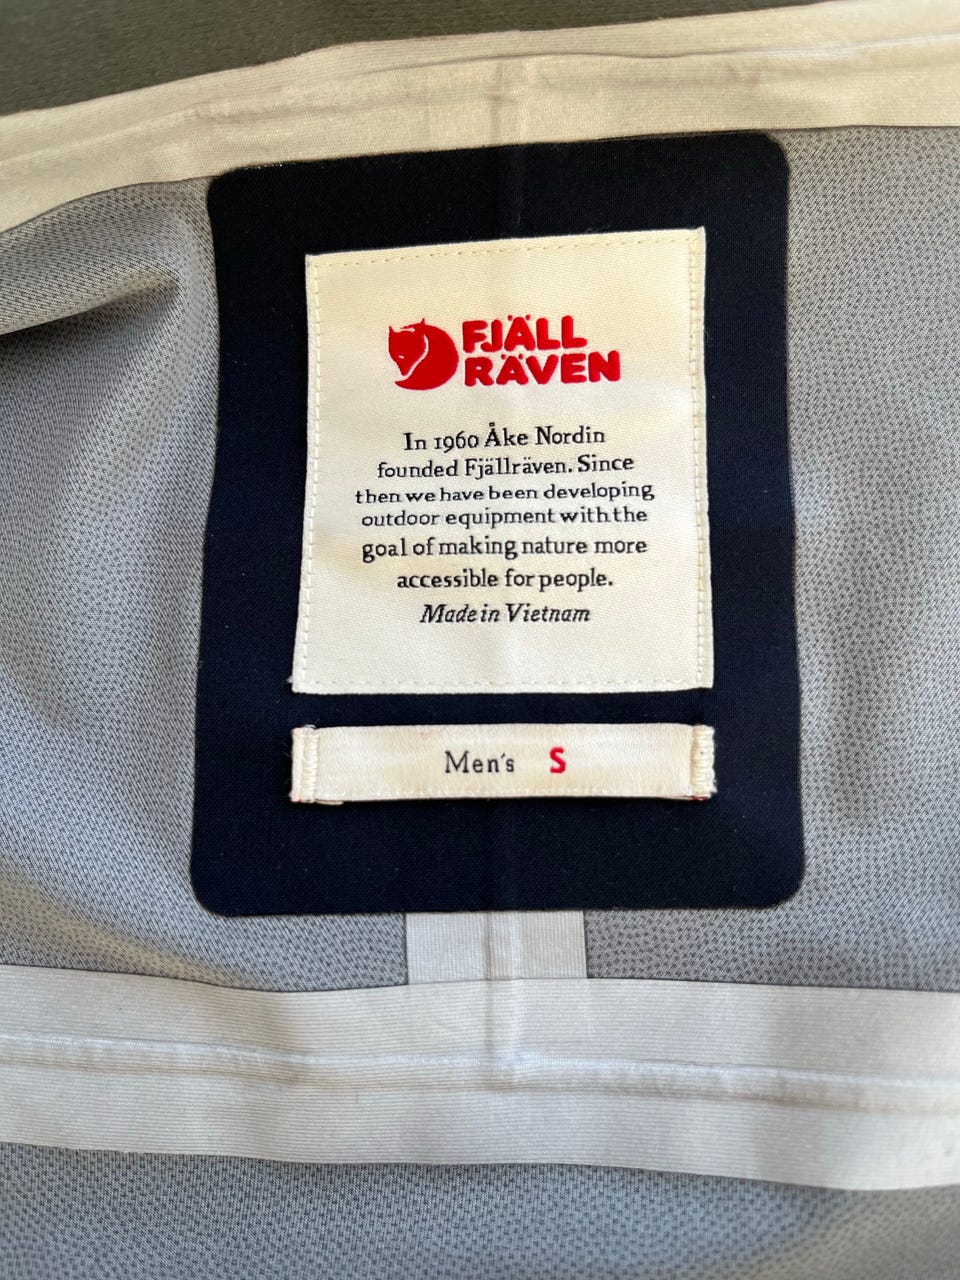 FJÄLL
RÄVEN
In 1960 Åke Nordin
founded Fjällräven. Since
then we have been developing
outdoor equipment with the
goal of making nature more
accessible for people.
Made in Vietnam
Men's S